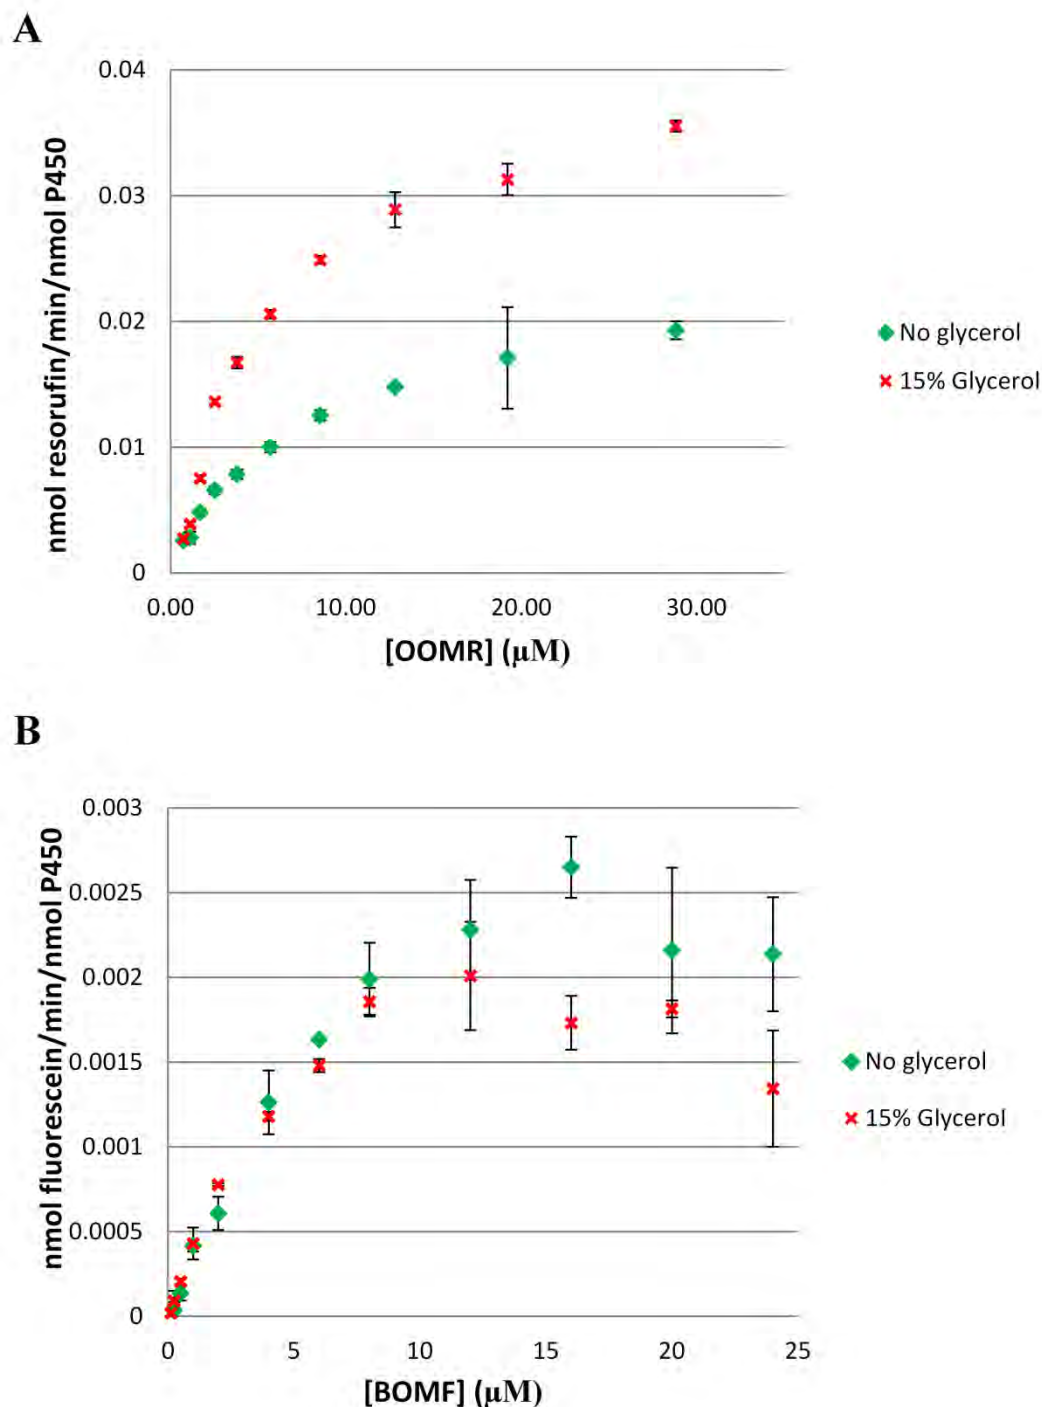 A
nmol resorufin/min/nmol P450
0.04
0.03
0.02
0.01
0
0.00 10.00 20.00 30.00
[OOMR] (µM)
No glycerol
15% Glycerol
B
nmol fluorescein/min/nmol P450
0.003
0.0025
0.002
0.0015
0.001
0.0005
0
0 5 10 15 20 25
[BOMF] (µM)
No glycerol
15% Glycerol